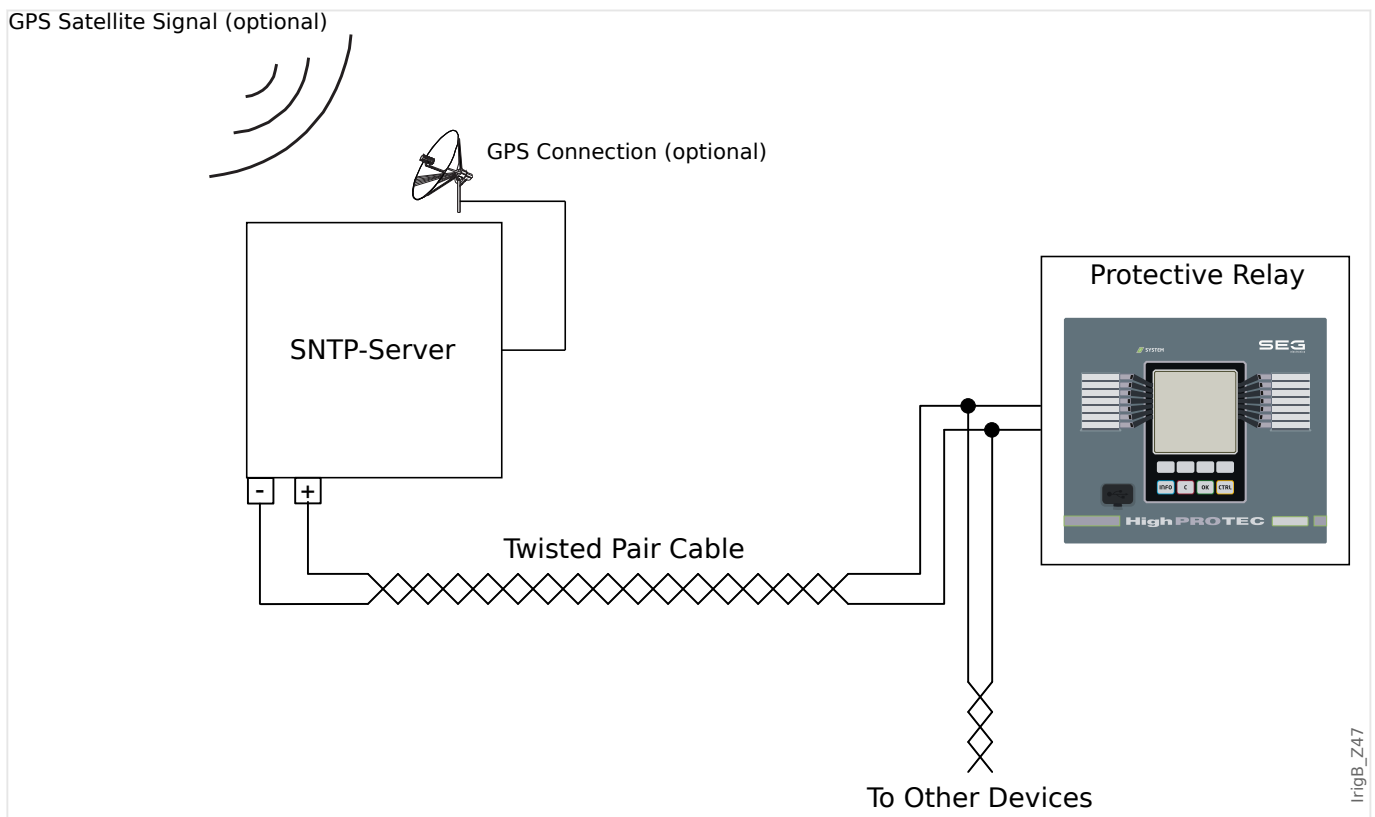 GPS Satellite Signal (optional)
GPS Connection (optional)
SNTP-Server
- +
Twisted Pair Cable
Protective Relay
SYSTEM
SEG
INFO C OK CTRL
HighPROTEC
To Other Devices
IrigB_Z47